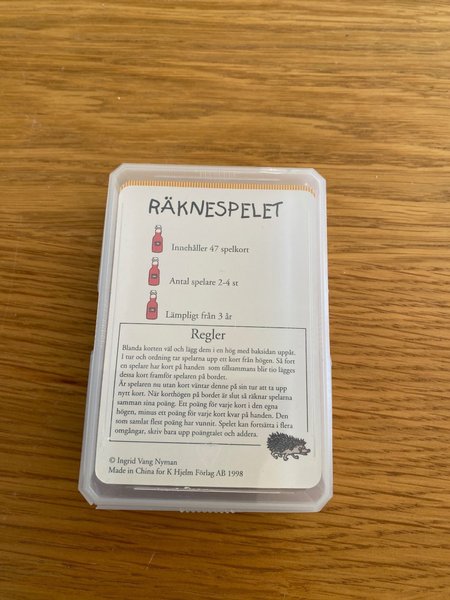 RÄKNESPELET
Innehåller 47 spelkort
Antal spelare 2-4 st
Lämpligt från 3 år
Regler
Blanda korten väl och lägg dem i en hög med baksidan uppåt.
I tur och ordning tar spelarna upp ett kort från högen. Så fort
en spelare har kort på handen som tillsammans blir tio lägges
dessa kort framför spelaren på bordet.
Är spelaren nu utan kort väntar denne på sin tur att ta upp
nytt kort. När korthögen på bordet är slut så räknar spelarna
samman sina poäng. Ett poäng för varje kort i den egna
högen, minus ett poäng för varje kort kvar på handen. Den
som samlat flest poäng har vunnit. Spelet kan fortsätta i flera
omgångar, skriv bara upp poängtalet och addera.
© Ingrid Vang Nyman
Made in China for K Hjelm Förlag AB 1998